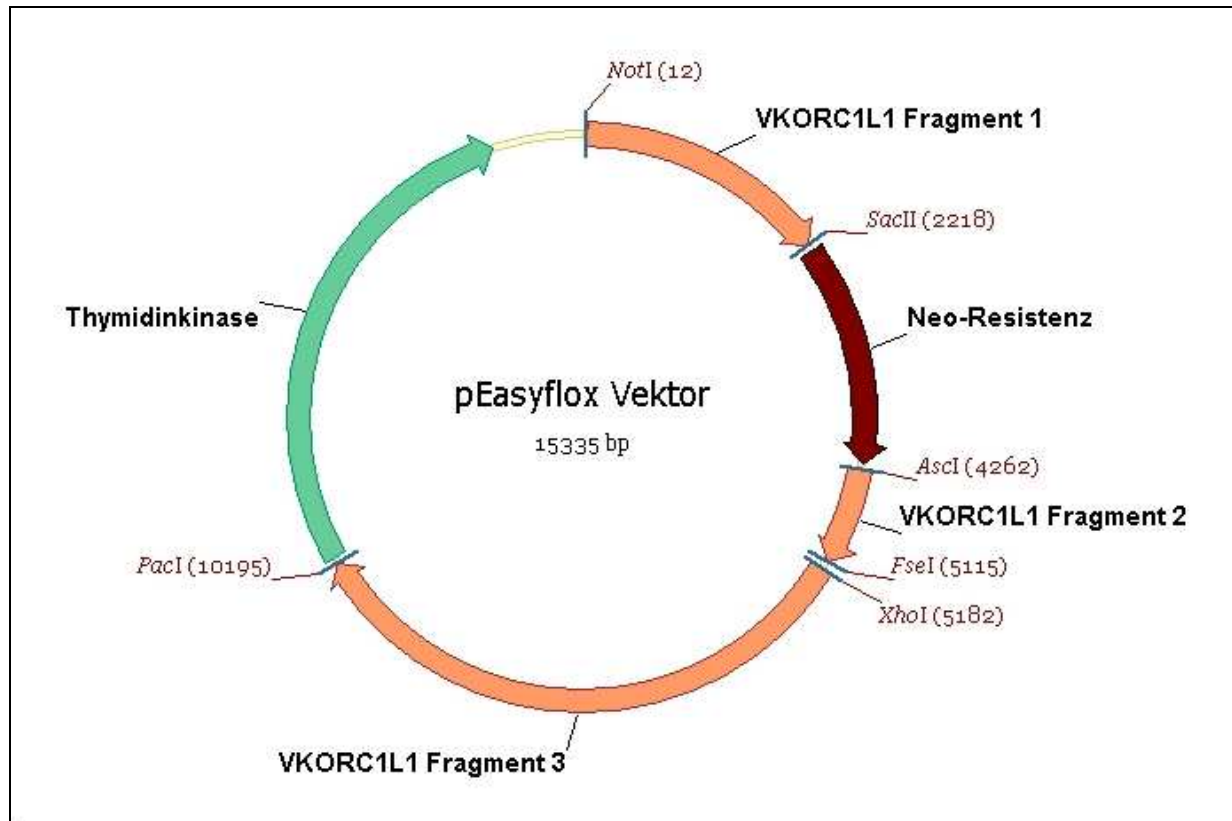 NotI (12)
VKORC1L1 Fragment 1
SacII (2218)
Thymidinkinase
Neo-Resistenz
pEasyflox Vektor
15335 bp
AscI (4262)
VKORC1L1 Fragment 2
PacI (10195)
FseI (5115)
XhoI (5182)
VKORC1L1 Fragment 3